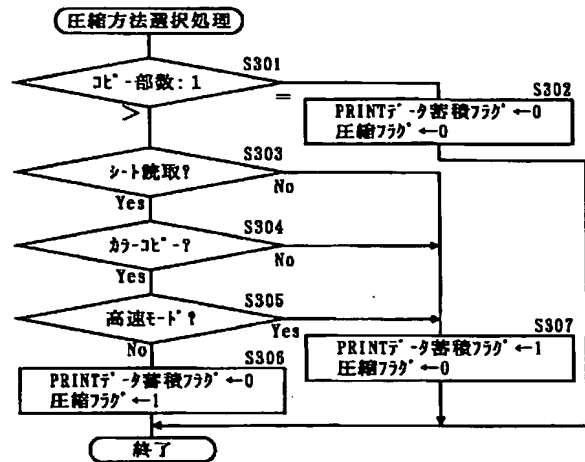 圧縮方法選択処理
S301
コピー部数:1
=
>
S302
PRINTデータ蓄積フラグ←0
圧縮フラグ←0
S303
シート読取?
No
Yes
S304
カラーコピー?
No
Yes
S305
高速モード?
Yes
No
S306
PRINTデータ蓄積フラグ←0
圧縮フラグ←1
S307
PRINTデータ蓄積フラグ←1
圧縮フラグ←0
終了